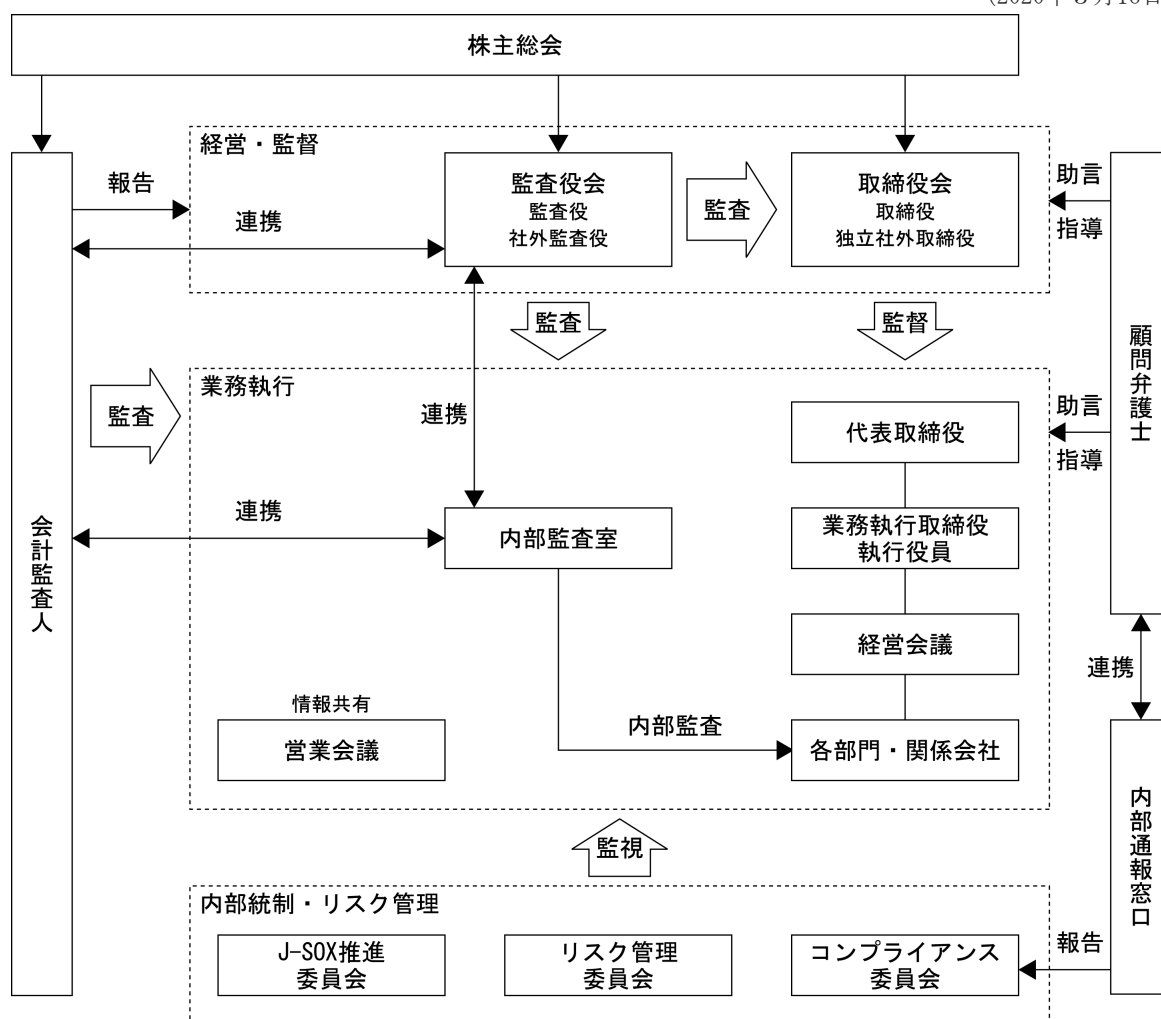 株主総会
経営・監督
報告
連携
監査役会
監査役
社外監査役
監査
取締役会
取締役
独立社外取締役
助言
指導
監査
監督
顧問弁護士
業務執行
監査
連携
代表取締役
助言
指導
会計監査人
連携
内部監査室
業務執行取締役
執行役員
経営会議
連携
情報共有
営業会議
内部監査
各部門・関係会社
内部通報窓口
監視
内部統制・リスク管理
J-SOX推進
委員会
リスク管理
委員会
コンプライアンス
委員会
報告